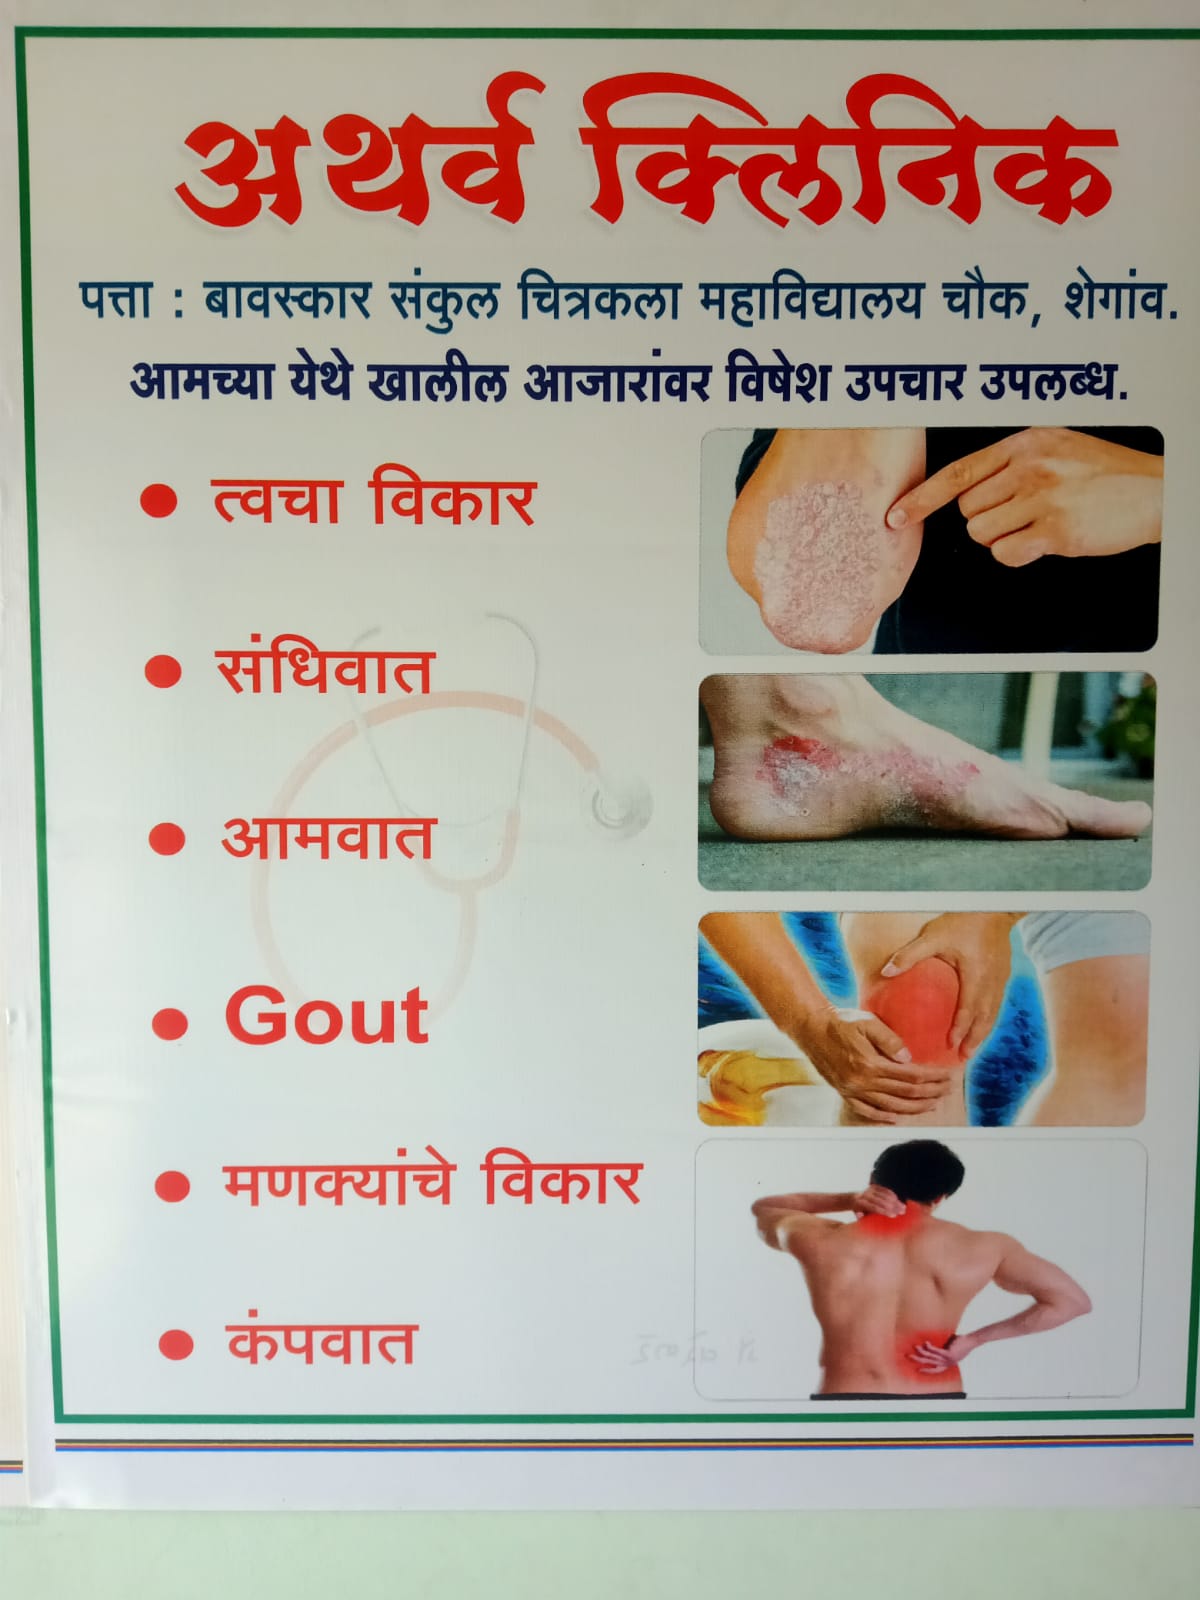 अथर्व क्लिनिक
पत्ता : बावस्कार संकुल चित्रकला महाविद्यालय चौक, शेगांव.
आमच्या येथे खालील आजारांवर विषेश उपचार उपलब्ध.
• त्वचा विकार
• संधिवात
• आमवात
• Gout
• मणक्यांचे विकार
• कंपवात